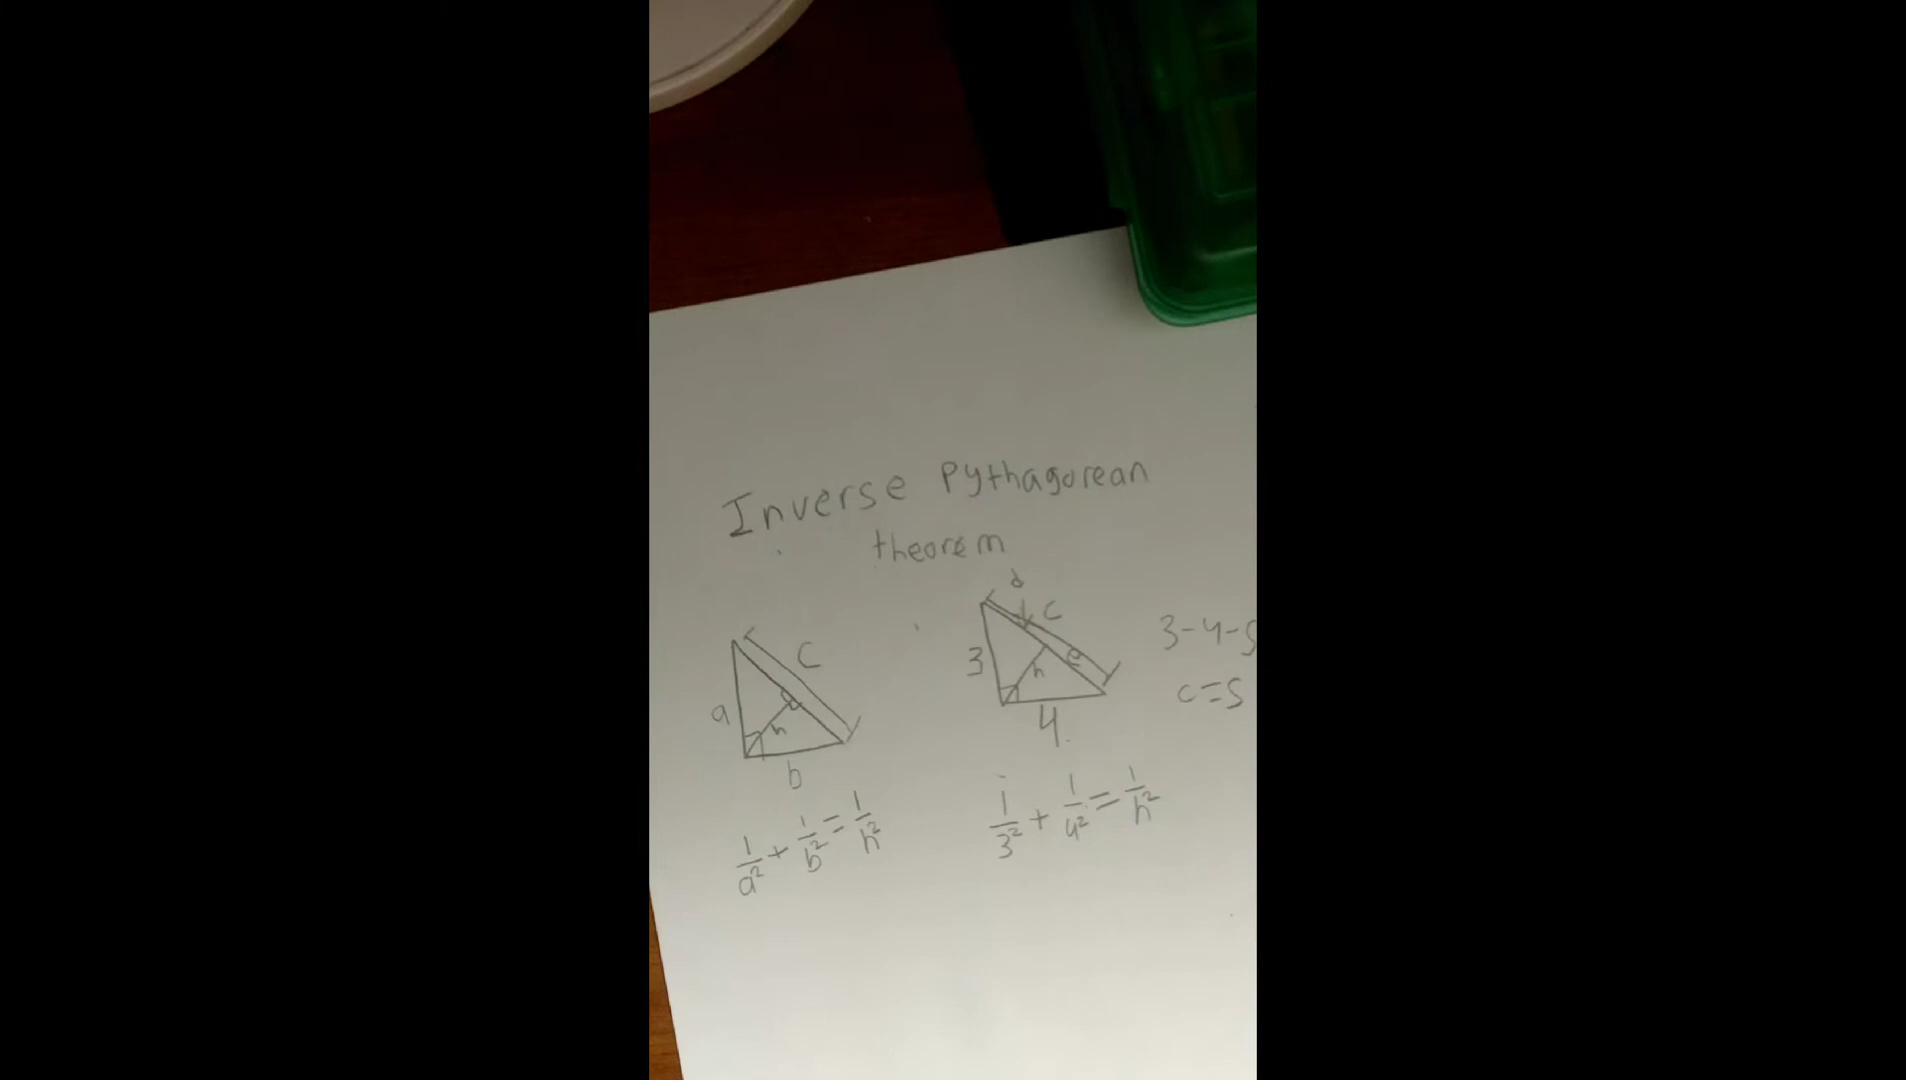 Inverse Pythagorean
theorem
a
h
c
b
1/a² + 1/b² = 1/h²
d
c
3
h
e
4
1/3² + 1/4² = 1/h²
3-4-5
c=5